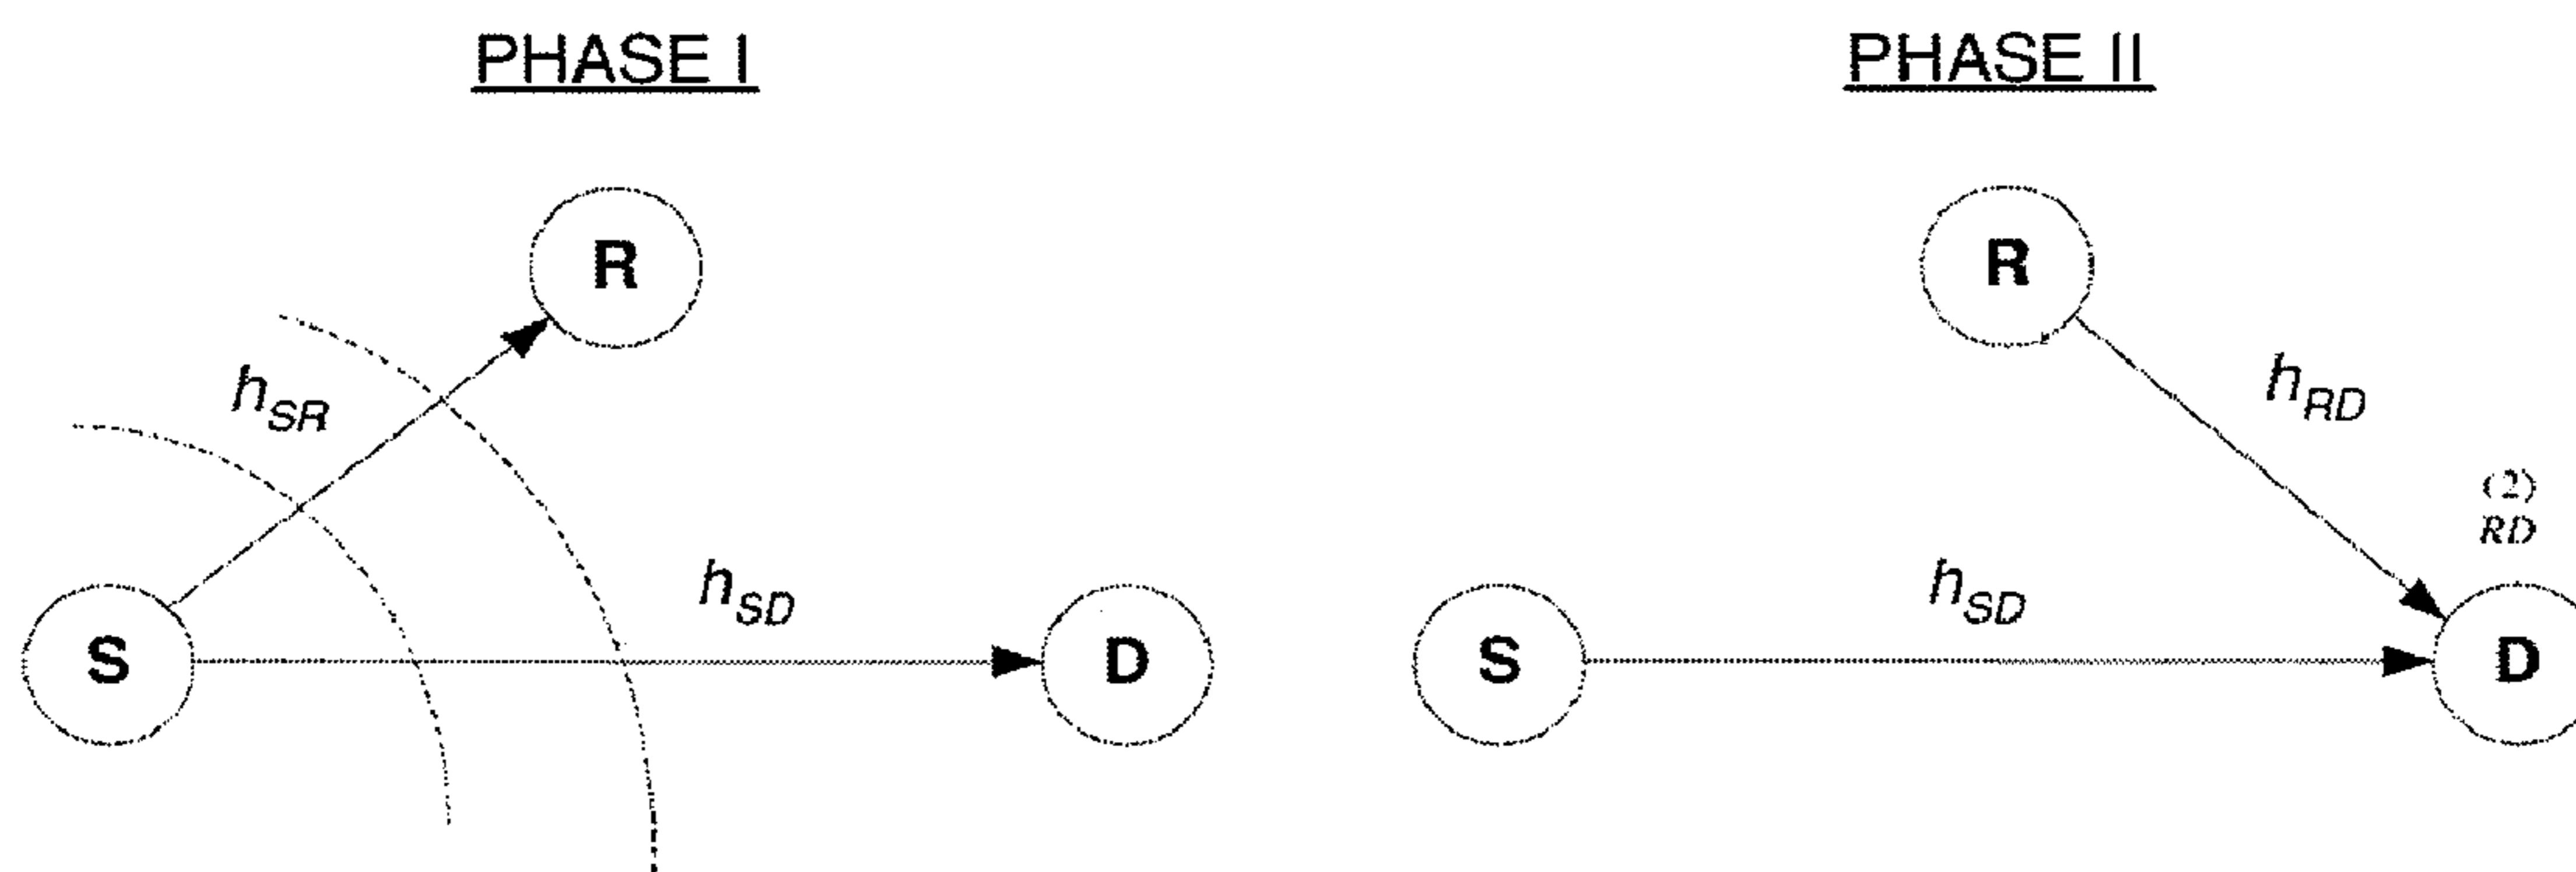 PHASE I
PHASE II
R
R
h_SR
h_RD
(2)
RD
h_SD
h_SD
S
D
S
D